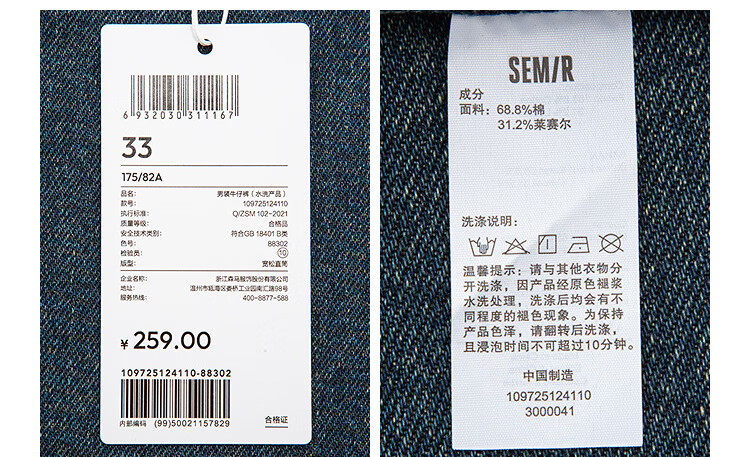 6 932030 311167
33
175/82A
品名: 男装牛仔裤(水洗产品)
款号: 109725124110
执行标准: Q/ZSM 102-2021
质量等级: 合格品
安全技术类别: 符合GB 18401 B类
色号: 88302
检验员: 10
版型: 宽松直筒
企业名称: 浙江森马服饰股份有限公司
地址: 温州市瓯海区娄桥工业园南汇路98号
服务热线: 400-8877-588
¥ 259.00
109725124110-88302
内部编码 (99)50021157829
合格证
SEM/R
成分
面料: 68.8%棉
31.2%莱赛尔
洗涤说明:
温馨提示: 请与其他衣物分
开洗涤, 因产品经原色褪浆
水洗处理, 洗涤后均会有不
同程度的褪色现象。为保持
产品色泽, 请翻转后洗涤,
且浸泡时间不可超过10分钟。
中国制造
109725124110
3000041